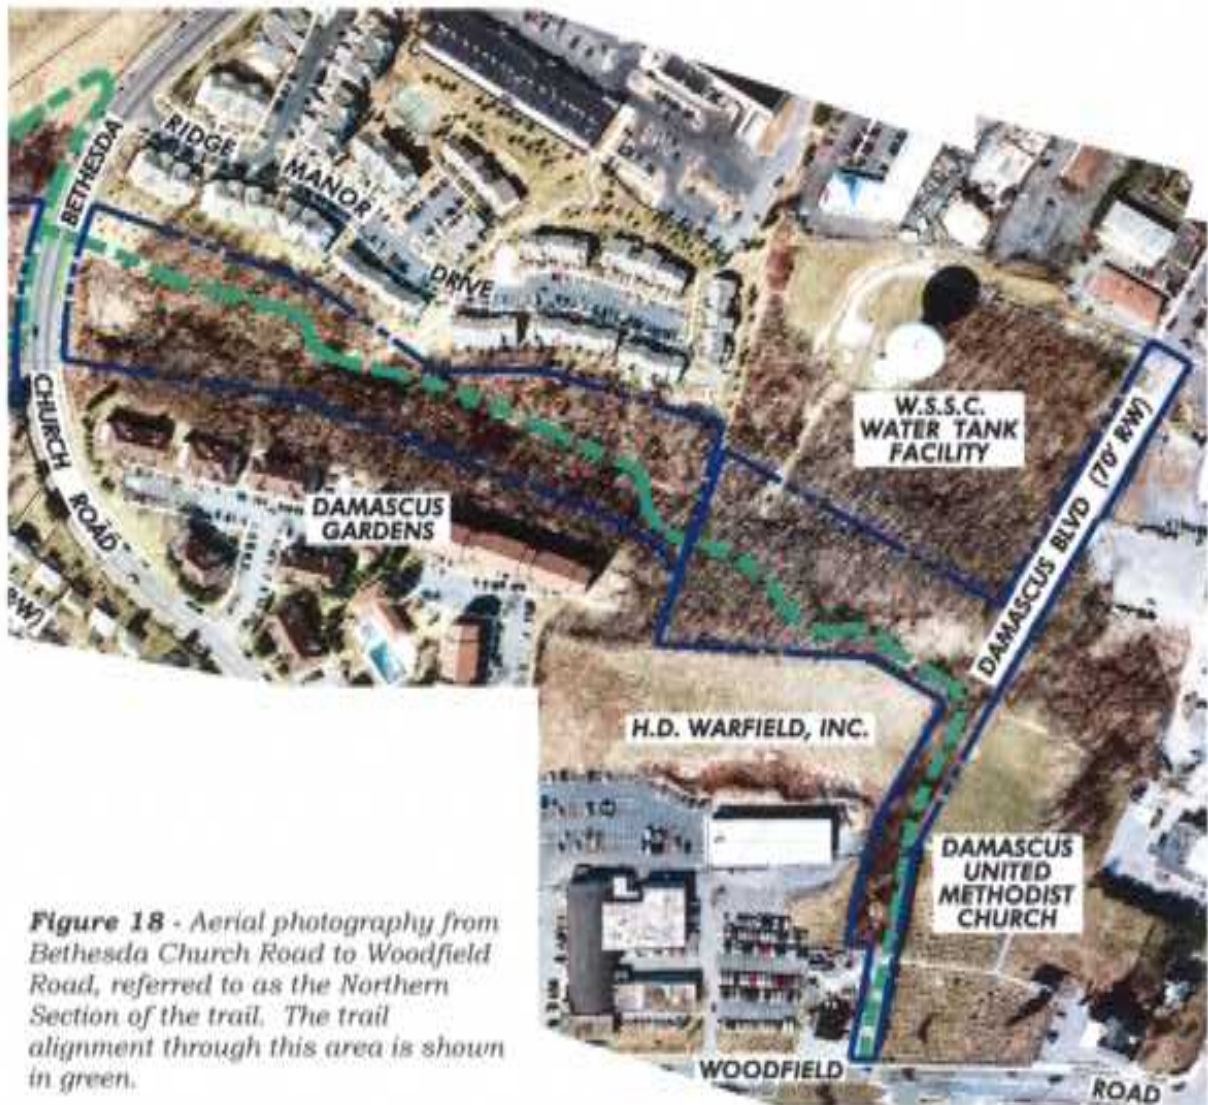 BETHESDA
RIDGE
MANOR
DRIVE
W.S.S.C.
WATER TANK
FACILITY
DAMASCUS BLVD (70' R/W)
CHURCH
ROAD
DAMASCUS
GARDENS
R/W)
H.D. WARFIELD, INC.
DAMASCUS
UNITED
METHODIST
CHURCH
Figure 18 - Aerial photography from
Bethesda Church Road to Woodfield
Road, referred to as the Northern
Section of the trail. The trail
alignment through this area is shown
in green.
WOODFIELD
ROAD